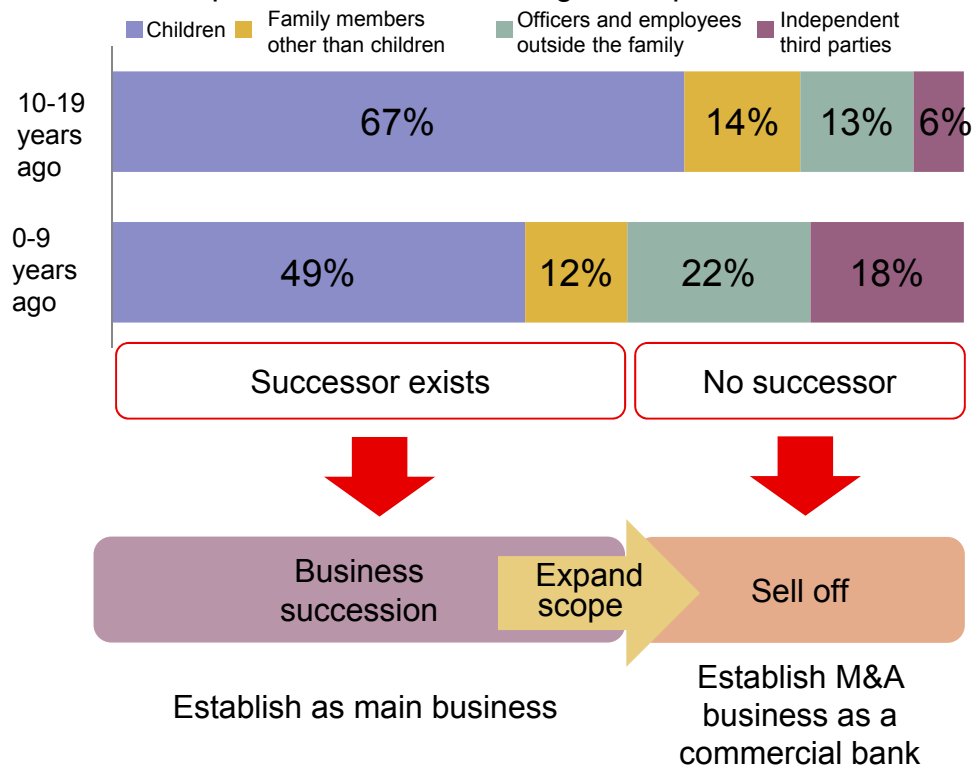 Children
Family members
other than children
Officers and employees
outside the family
Independent
third parties
10-19
years
ago
67%
14%
13%
6%
0-9
years
ago
49%
12%
22%
18%
Successor exists
No successor
Business
succession
Expand
scope
Sell off
Establish as main business
Establish M&A
business as a
commercial bank